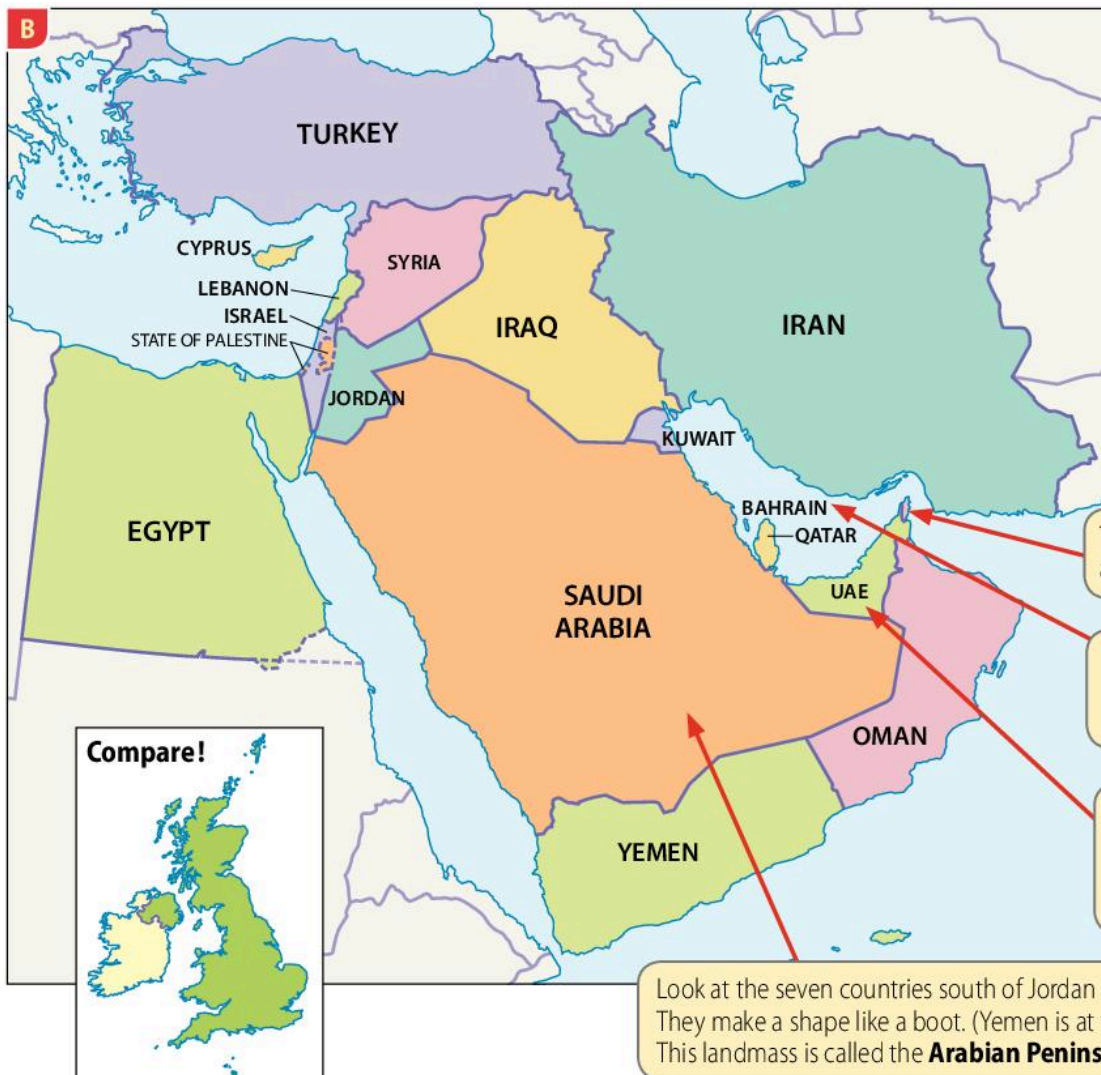 B
TURKEY
CYPRUS
SYRIA
LEBANON
ISRAEL
STATE OF PALESTINE
IRAQ
IRAN
JORDAN
KUWAIT
BAHRAIN
QATAR
EGYPT
UAE
SAUDI
ARABIA
OMAN
YEMEN
Compare!
Look at the seven countries south of Jordan
They make a shape like a boot. (Yemen is at
This landmass is called the Arabian